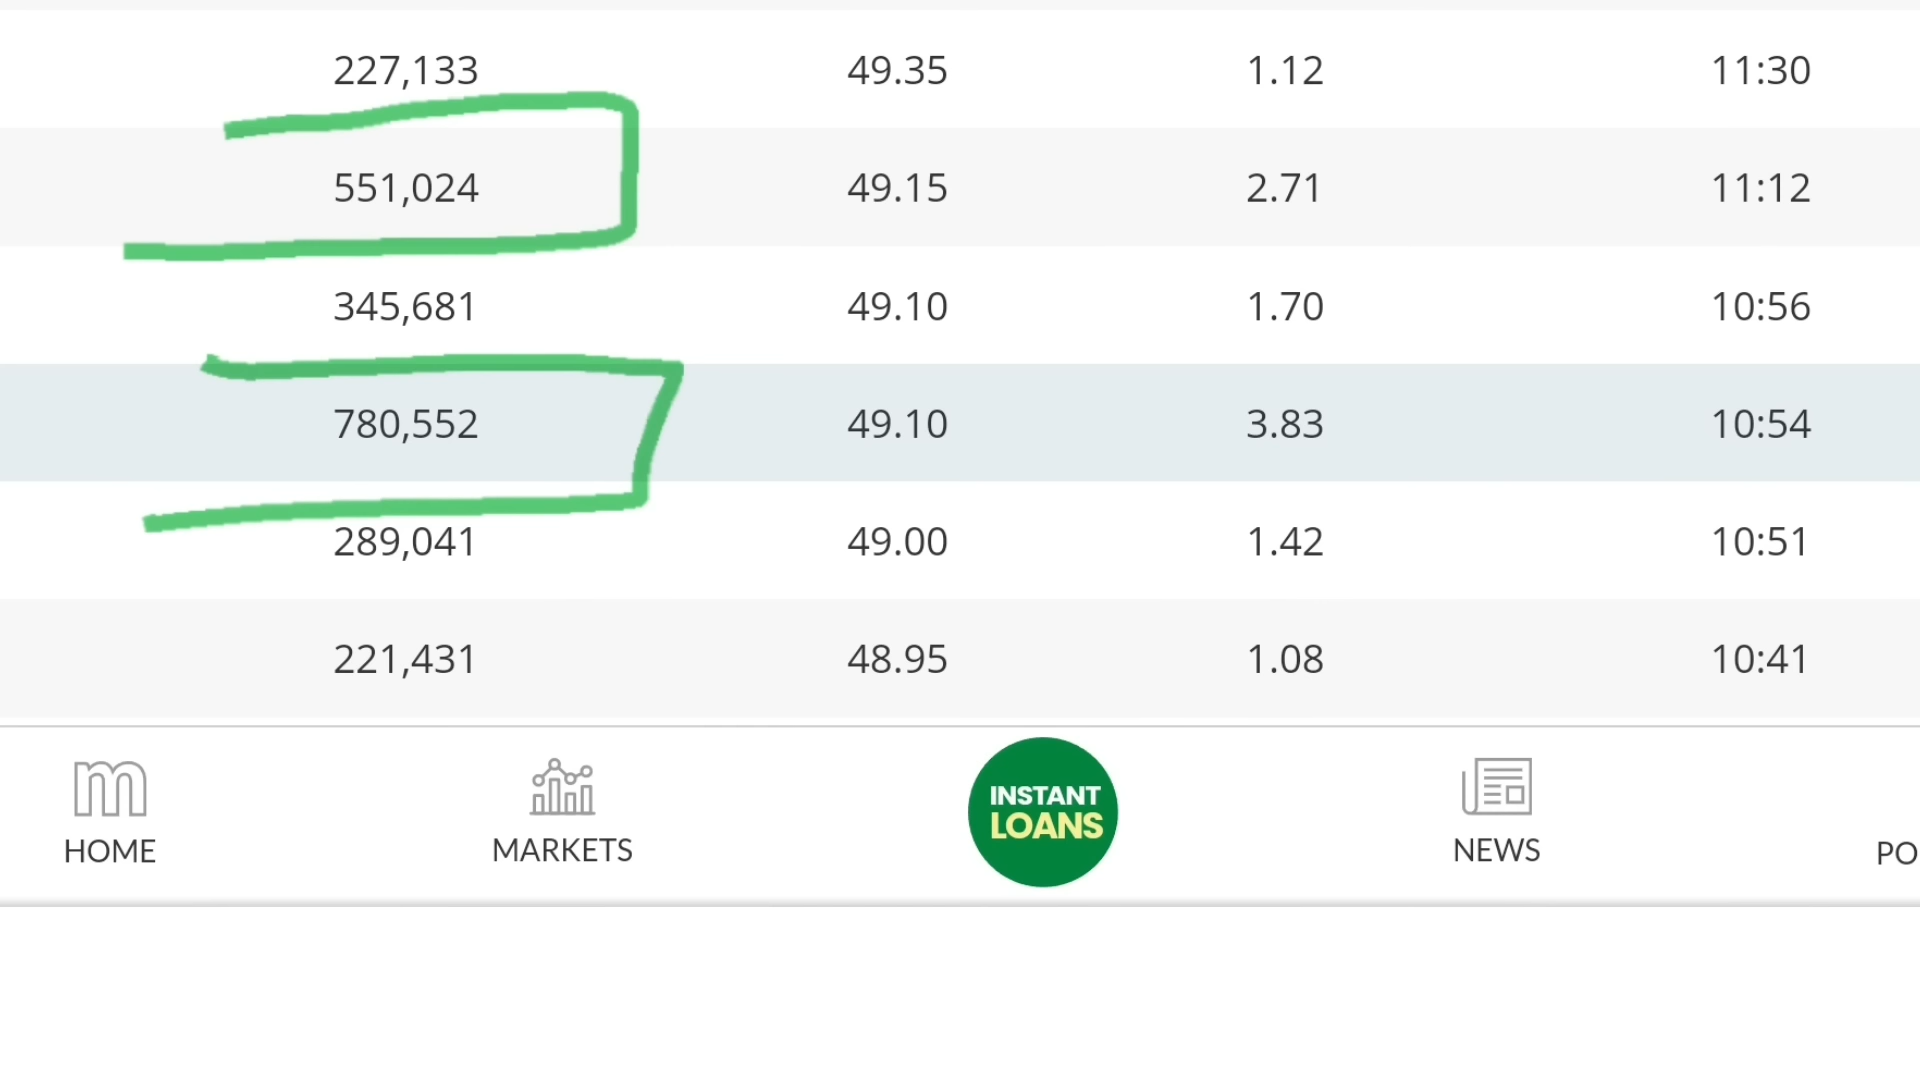 227,133 49.35 1.12 11:30
551,024 49.15 2.71 11:12
345,681 49.10 1.70 10:56
780,552 49.10 3.83 10:54
289,041 49.00 1.42 10:51
221,431 48.95 1.08 10:41
m
INSTANT
LOANS
HOME MARKETS NEWS PO